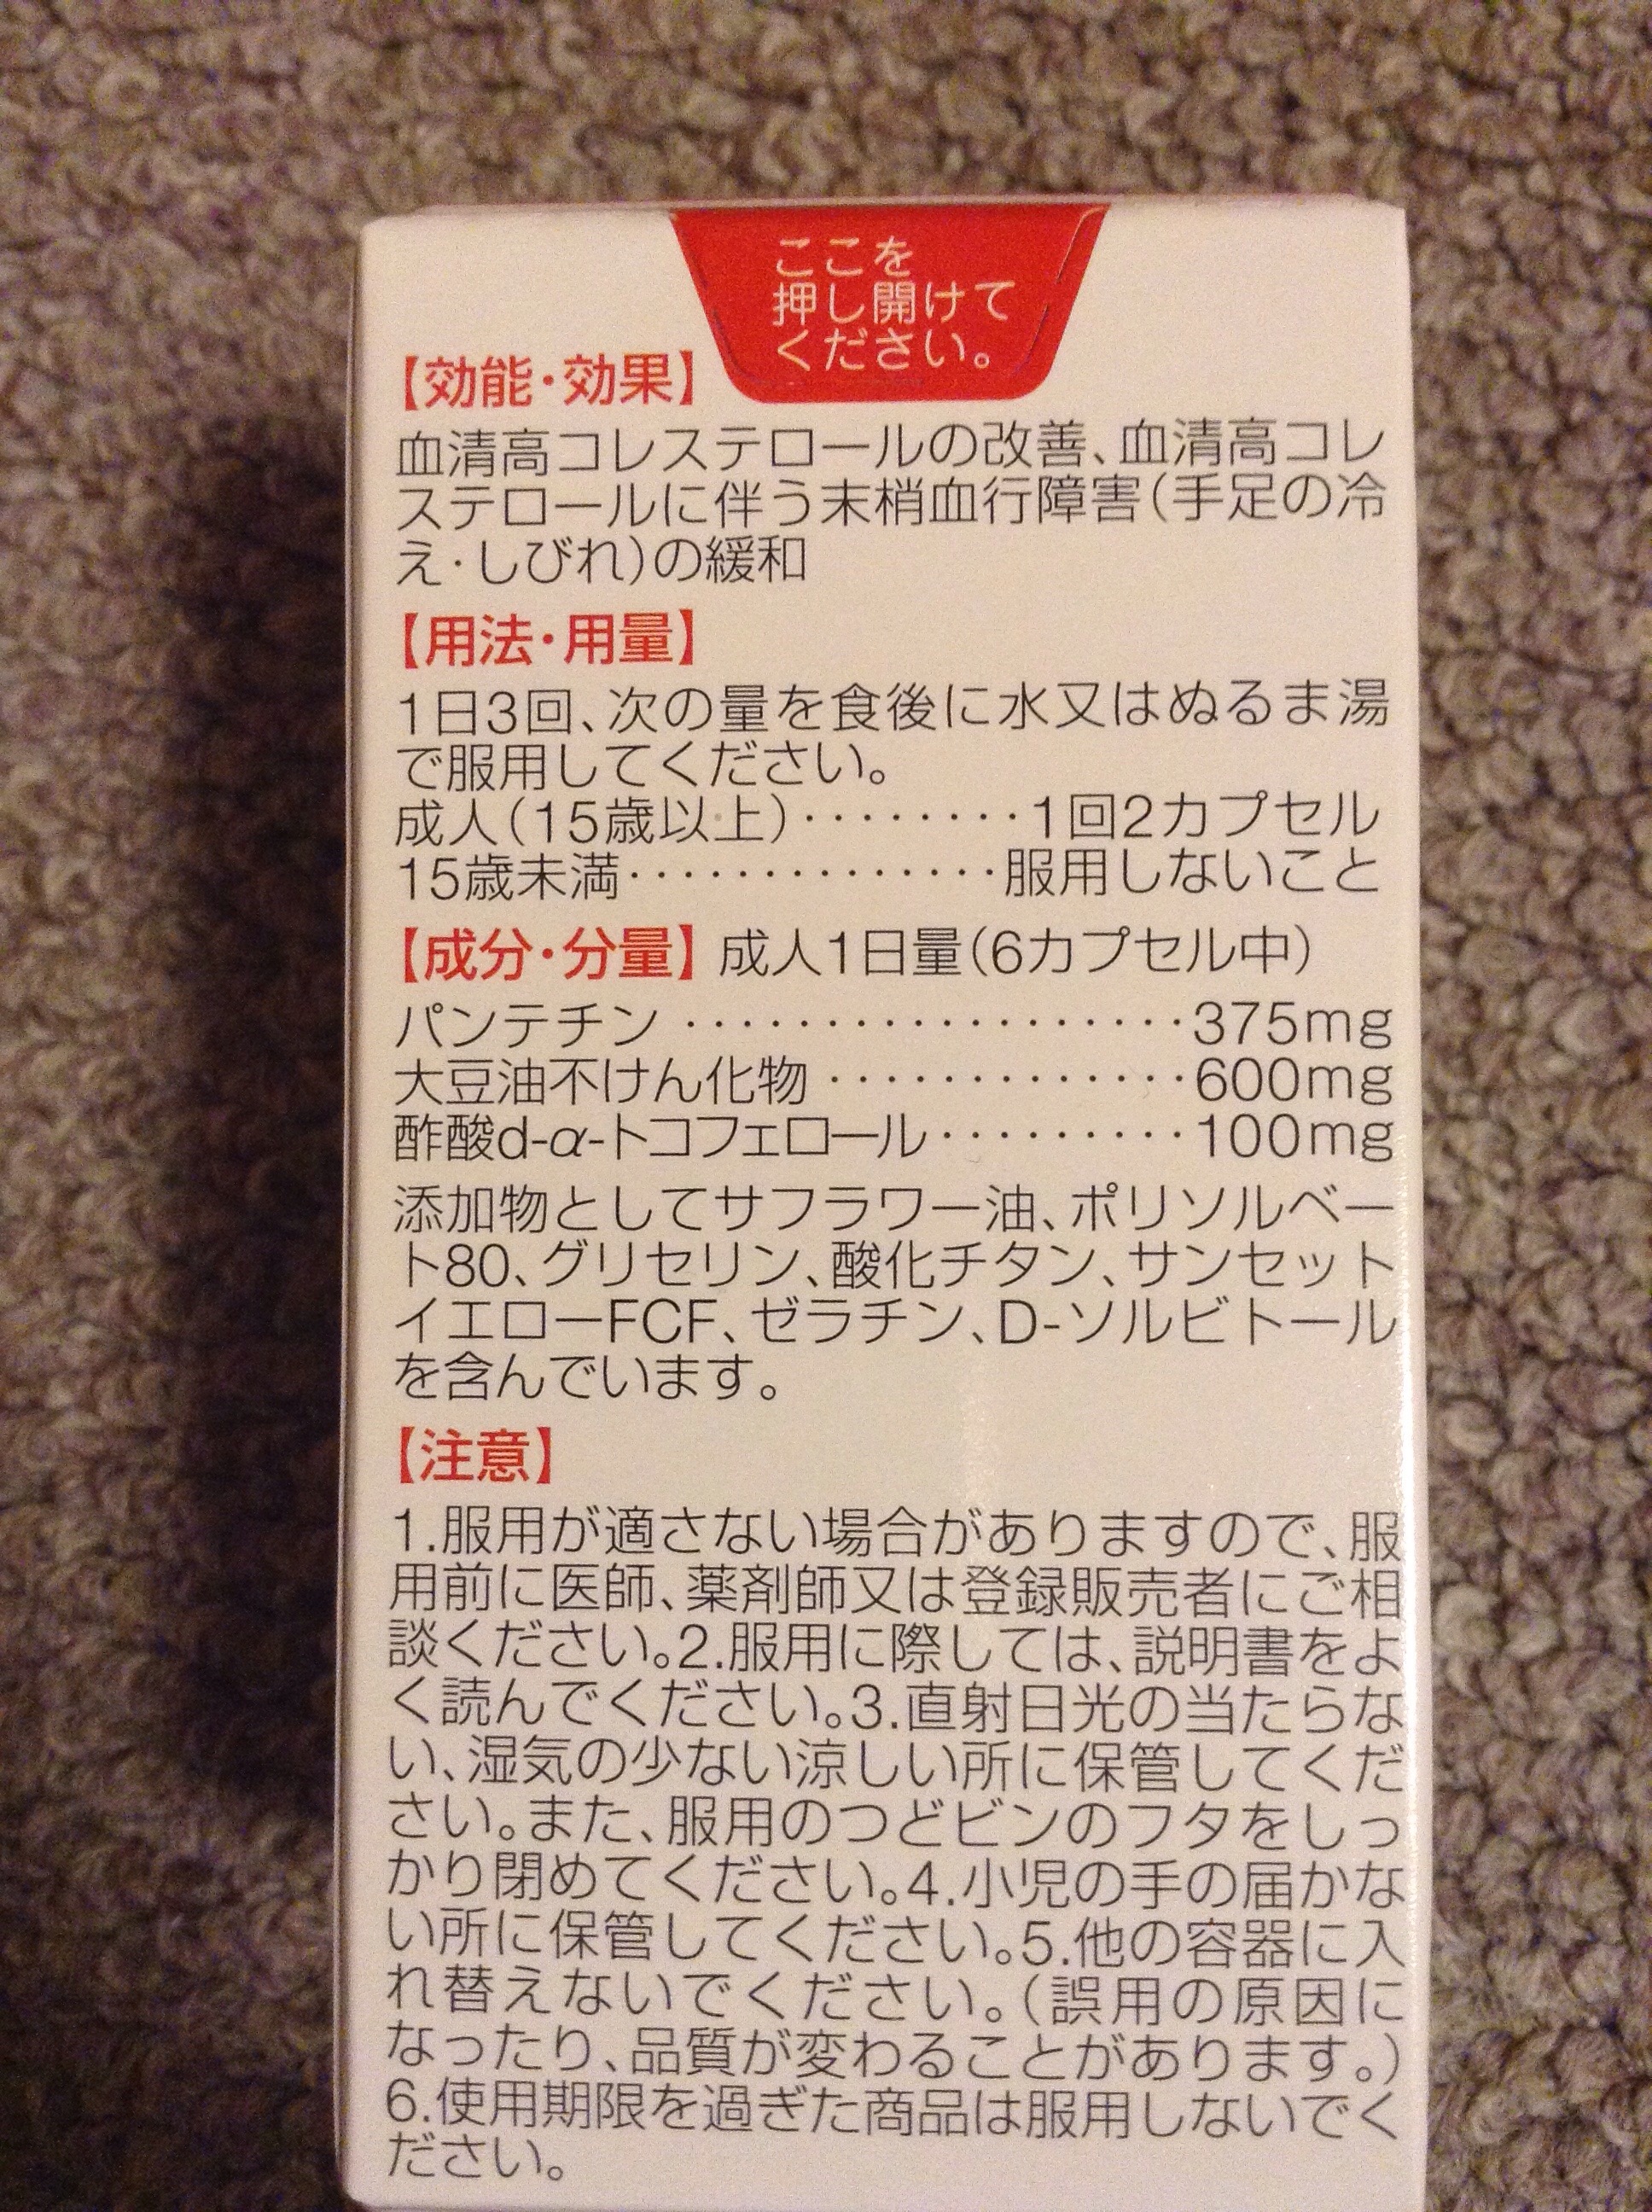 ここを
押し開けて
ください。
【効能・効果】
血清高コレステロールの改善、血清高コレ
ステロールに伴う末梢血行障害(手足の冷
え・しびれ)の緩和
【用法・用量】
1日3回、次の量を食後に水又はぬるま湯
で服用してください。
成人(15歳以上)・・・・・・・・1回2カプセル
15歳未満・・・・・・・・・・・・・・服用しないこと
【成分・分量】成人1日量(6カプセル中)
パンテチン・・・・・・・・・・・・・・・・・・375mg
大豆油不けん化物・・・・・・・・・・・・・600mg
酢酸d-α-トコフェロール・・・・・・・・・100mg
添加物としてサフラワー油、ポリソルベー
ト80、グリセリン、酸化チタン、サンセット
イエローFCF、ゼラチン、D-ソルビトール
を含んでいます。
【注意】
1.服用が適さない場合がありますので、服
用前に医師、薬剤師又は登録販売者にご相
談ください。2.服用に際しては、説明書をよ
く読んでください。3.直射日光の当たらな
い、湿気の少ない涼しい所に保管してくだ
さい。また、服用のつどビンのフタをしっ
かり閉めてください。4.小児の手の届かな
い所に保管してください。5.他の容器に入
れ替えないでください。(誤用の原因に
なったり、品質が変わることがあります。)
6.使用期限を過ぎた商品は服用しないでく
ださい。